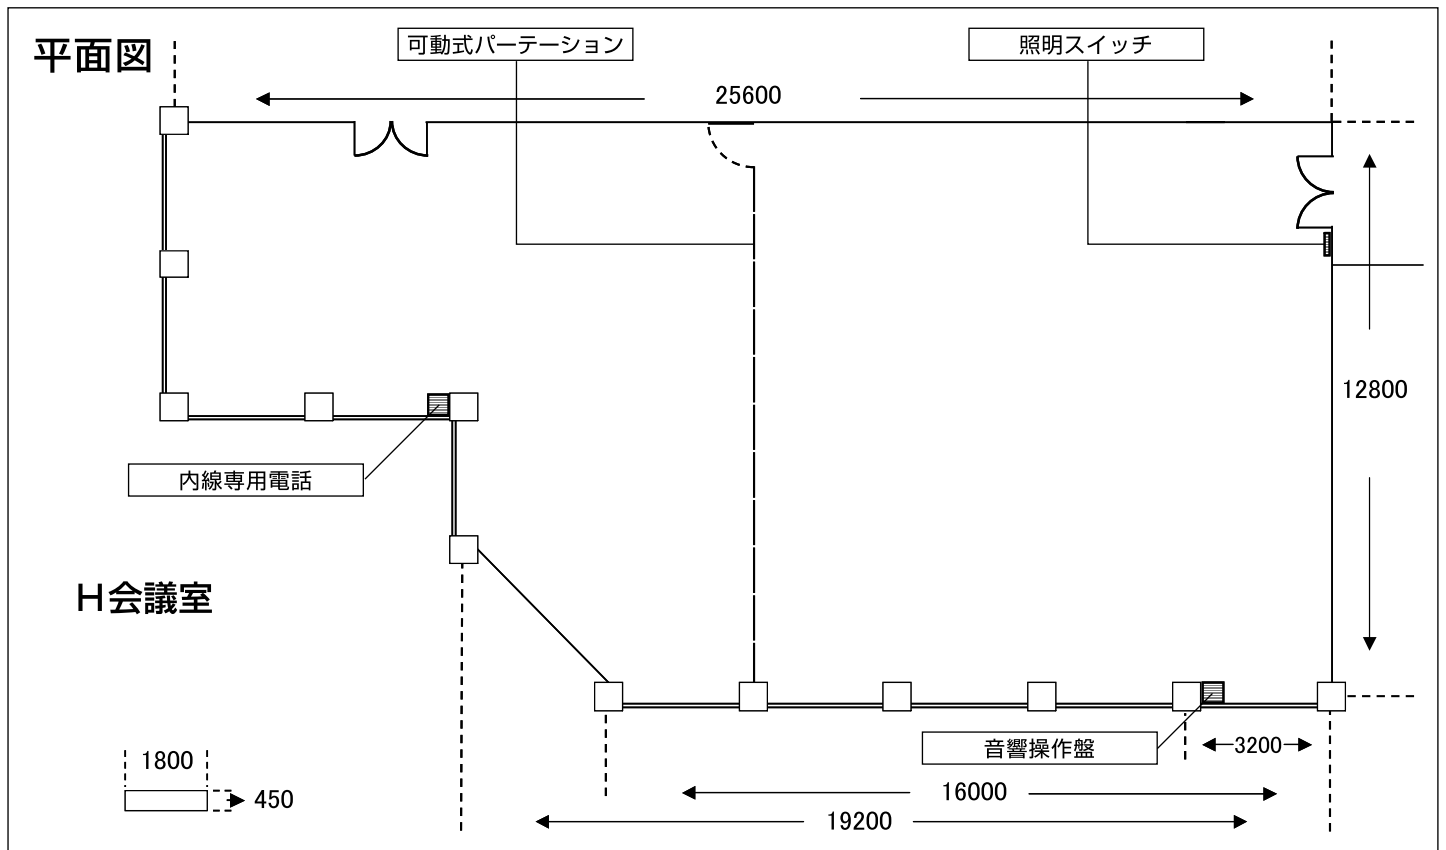 平面図
可動式パーテーション
照明スイッチ
25600
12800
内線専用電話
H会議室
音響操作盤
3200
1800
450
16000
19200